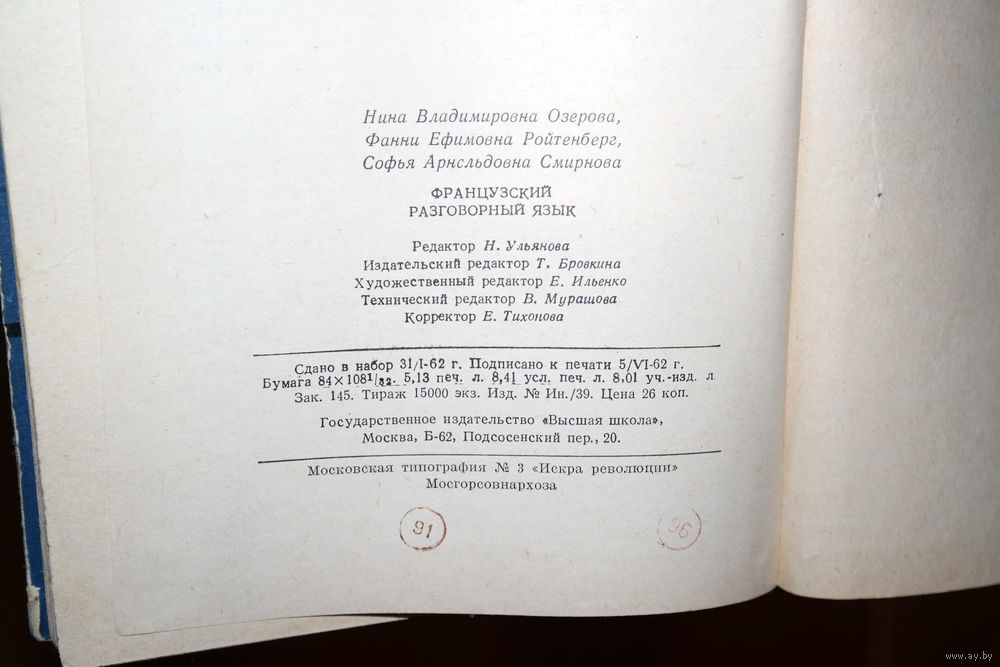 Нина Владимировна Озерова,
Фанни Ефимовна Ройтенберг,
Софья Арнсльдовна Смирнова
ФРАНЦУЗСКИЙ
РАЗГОВОРНЫЙ ЯЗЫК
Редактор Н. Ульянова
Издательский редактор Т. Бровкина
Художественный редактор Е. Ильенко
Технический редактор В. Мурашова
Корректор Е. Тихонова
Сдано в набор 31/I-62 г. Подписано к печати 5/VI-62 г.
Бумага 84×108¹/₃₂. 5,13 печ. л. 8,41 усл. печ. л. 8,01 уч.-изд. л
Зак. 145. Тираж 15000 экз. Изд. № Ин./39. Цена 26 коп.
Государственное издательство «Высшая школа»,
Москва, Б-62, Подсосенский пер., 20.
Московская типография № 3 «Искра революции»
Мосгорсовнархоза
91
96
www.ay.by